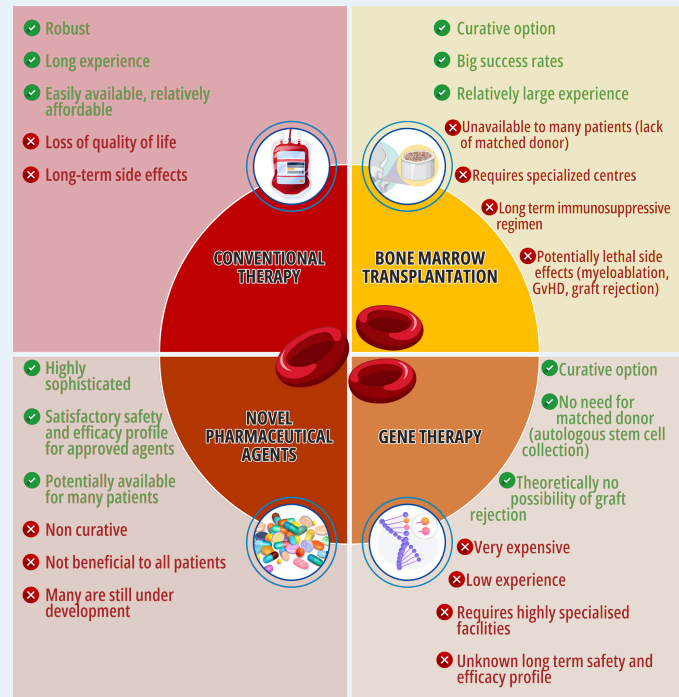 Robust
Long experience
Easily available, relatively
affordable
Loss of quality of life
Long-term side effects
CONVENTIONAL
THERAPY
Curative option
Big success rates
Relatively large experience
Unavailable to many patients (lack
of matched donor)
Requires specialized centres
Long term immunosuppressive
regimen
Potentially lethal side
effects (myeloablation,
GvHD, graft rejection)
BONE MARROW
TRANSPLANTATION
Highly
sophisticated
Satisfactory safety
and efficacy profile
for approved agents
Potentially available
for many patients
Non curative
Not beneficial to all patients
Many are still under
development
NOVEL
PHARMACEUTICAL
AGENTS
GENE THERAPY
Curative option
No need for
matched donor
(autologous stem cell
collection)
Theoretically no
possibility of graft
rejection
Very expensive
Low experience
Requires highly specialised
facilities
Unknown long term safety and
efficacy profile